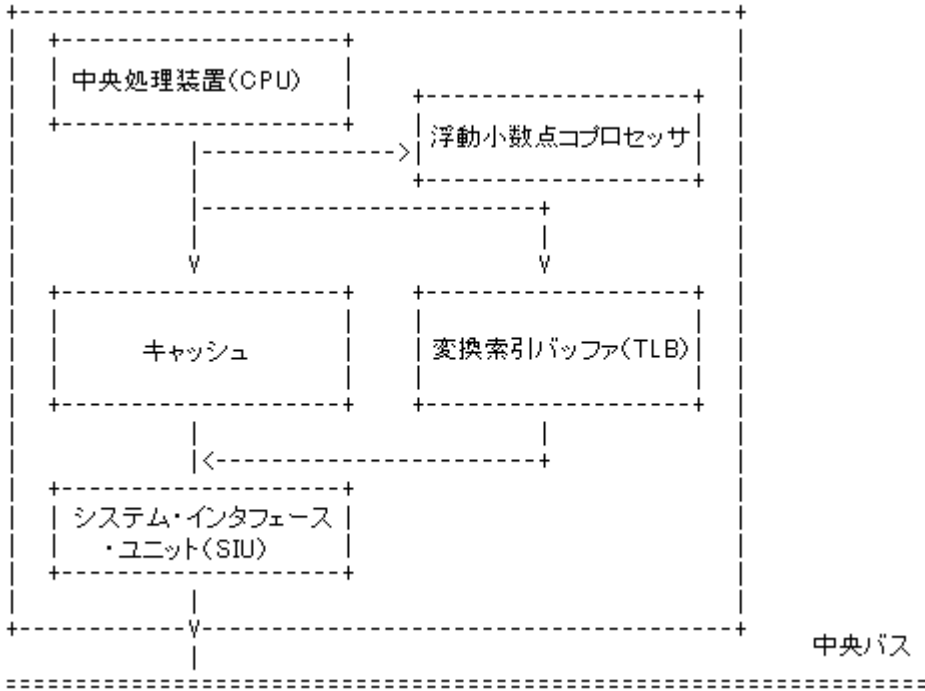 中央処理装置(CPU)
浮動小数点コプロセッサ
キャッシュ
変換索引バッファ(TLB)
システム・インタフェース
・ユニット(SIU)
中央バス